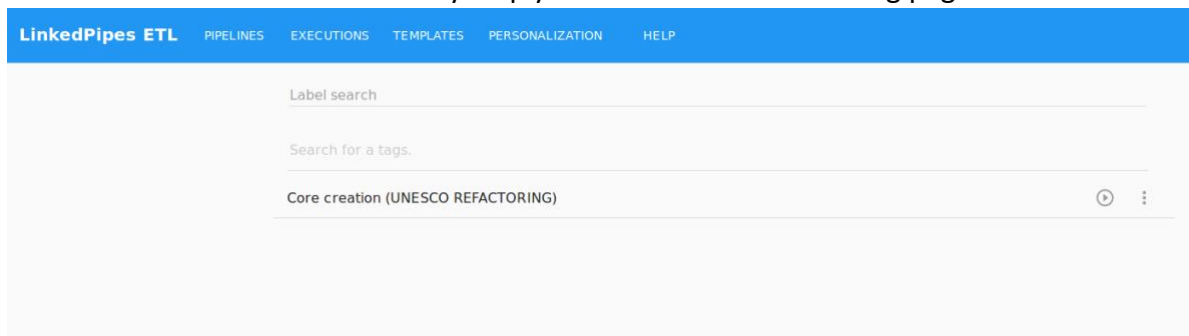 LinkedPipes ETL PIPELINES EXECUTIONS TEMPLATES PERSONALIZATION HELP
Label search
Search for a tags.
Core creation (UNESCO REFACTORING)